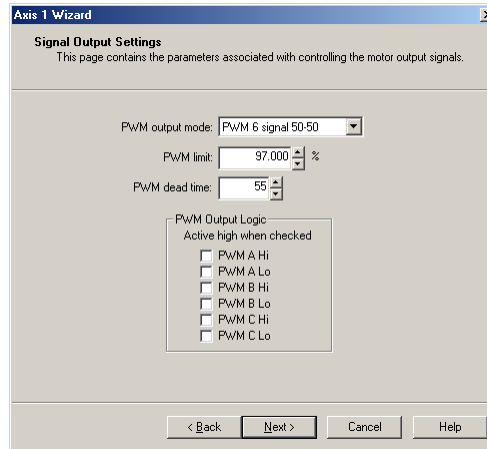 Axis 1 Wizard
Signal Output Settings
This page contains the parameters associated with controlling the motor output signals.
PWM output mode: PWM 6 signal 50-50
PWM limit: 97.000 %
PWM dead time: 55
PWM Output Logic
Active high when checked
PWM A Hi
PWM A Lo
PWM B Hi
PWM B Lo
PWM C Hi
PWM C Lo
< Back Next > Cancel Help